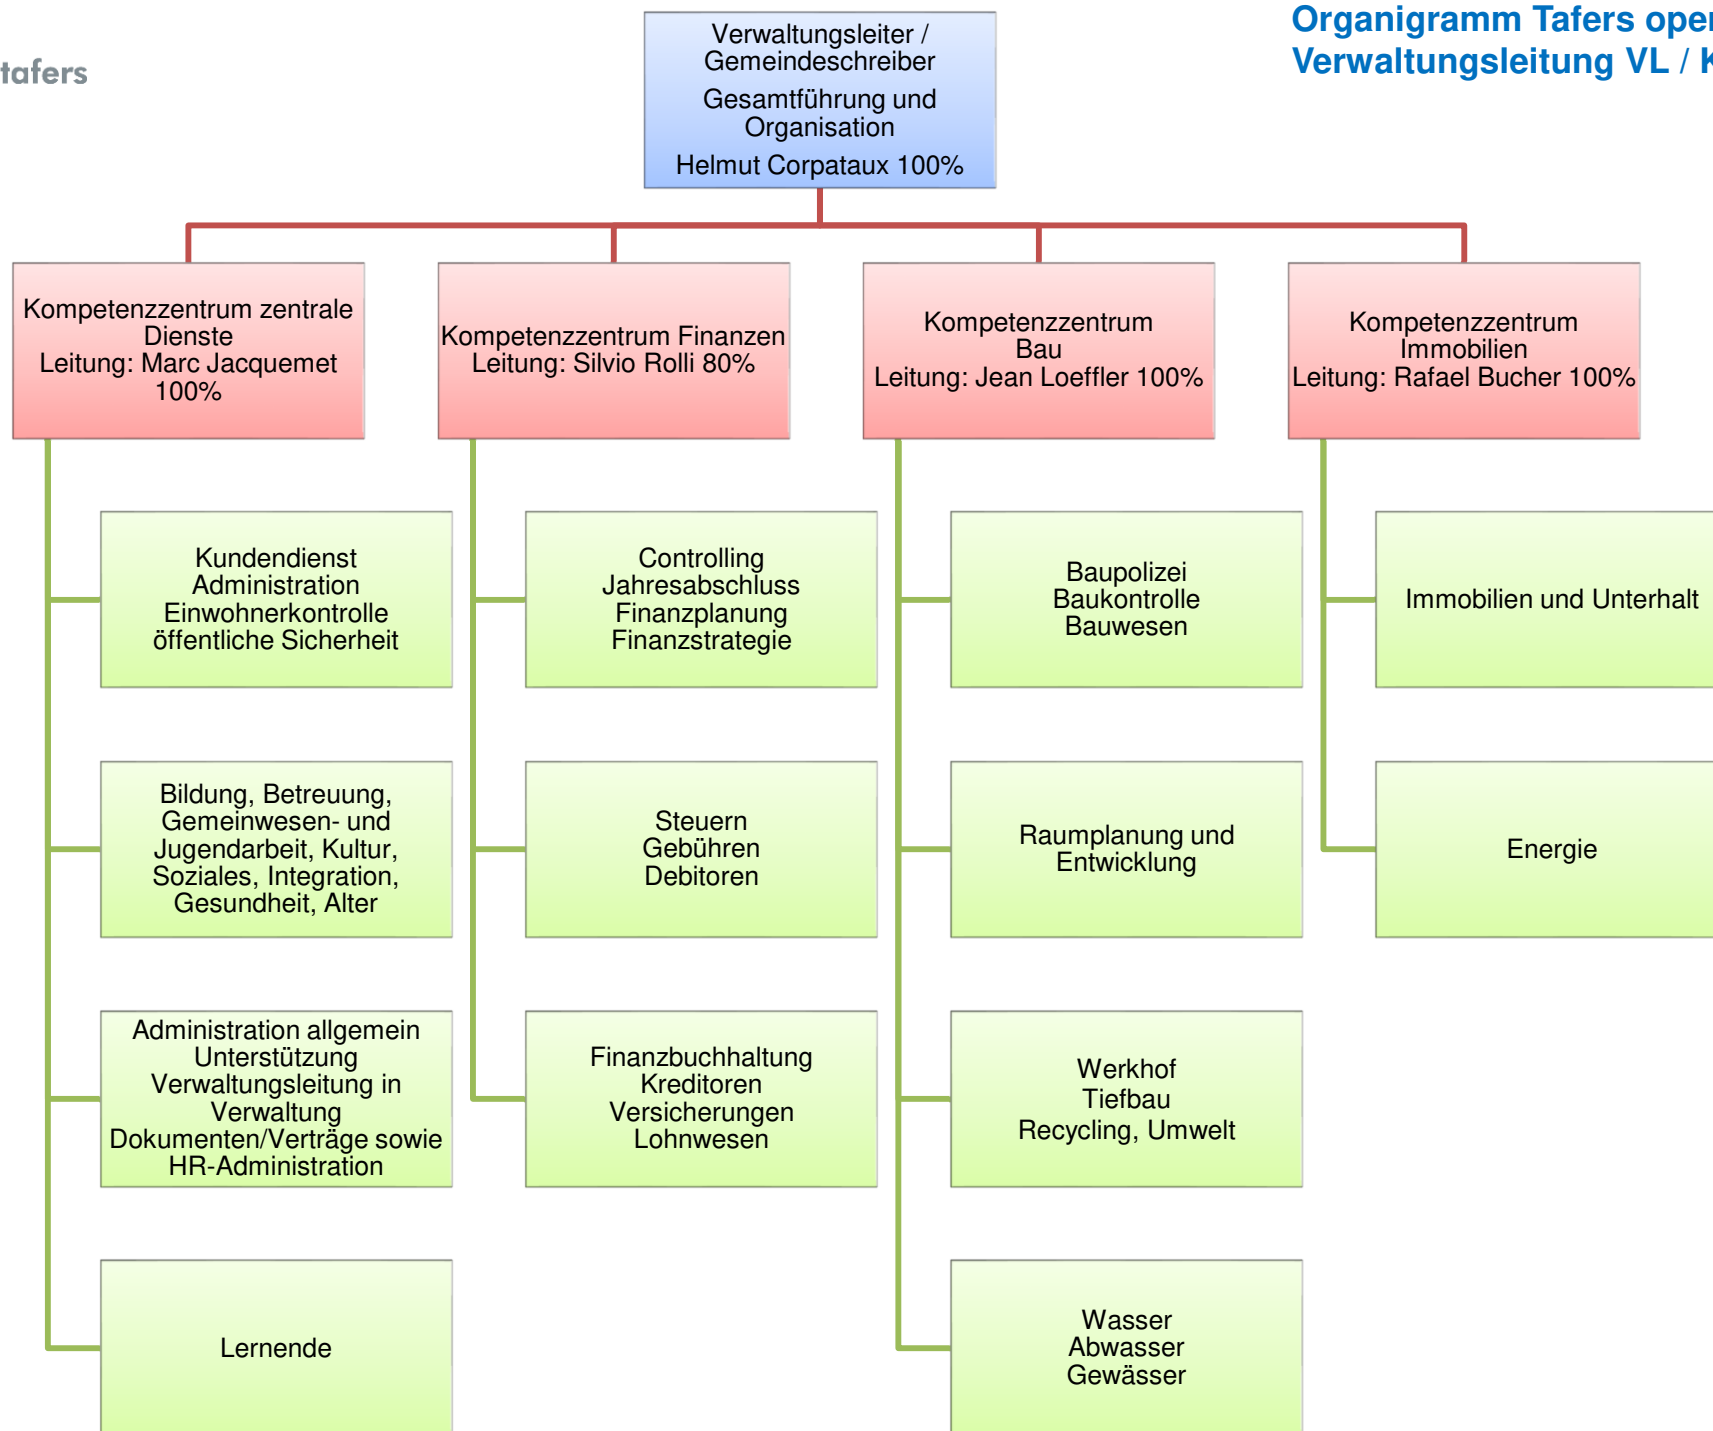 tafers
Organigramm Tafers
Verwaltungsleitung VL /
Verwaltungsleiter /
Gemeindeschreiber
Gesamtführung und
Organisation
Helmut Corpataux 100%
Kompetenzzentrum zentrale
Dienste
Leitung: Marc Jacquemet
100%
Kompetenzzentrum Finanzen
Leitung: Silvio Rolli 80%
Kompetenzzentrum
Bau
Leitung: Jean Loeffler 100%
Kompetenzzentrum
Immobilien
Leitung: Rafael Bucher 100%
Kundendienst
Administration
Einwohnerkontrolle
öffentliche Sicherheit
Controlling
Jahresabschluss
Finanzplanung
Finanzstrategie
Baupolizei
Baukontrolle
Bauwesen
Immobilien und Unterhalt
Bildung, Betreuung,
Gemeinwesen- und
Jugendarbeit, Kultur,
Soziales, Integration,
Gesundheit, Alter
Steuern
Gebühren
Debitoren
Raumplanung und
Entwicklung
Energie
Administration allgemein
Unterstützung
Verwaltungsleitung in
Verwaltung
Dokumenten/Verträge sowie
HR-Administration
Finanzbuchhaltung
Kreditoren
Versicherungen
Lohnwesen
Werkhof
Tiefbau
Recycling, Umwelt
Lernende
Wasser
Abwasser
Gewässer